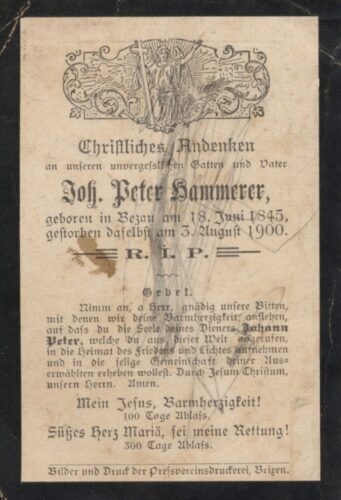 Christliches Andenken
an unseren unvergeßlichen Gatten und Vater
Joh. Peter Hammerer,
geboren in Bezau am 18. Juni 1845,
gestorben daselbst am 3. August 1900.
R. I. P.
Gebet.
Nimm an, o Herr, gnädig unsere Bitten,
mit denen wir deine Barmherzigkeit anflehen,
auf daß du die Seele deines Dieners Johann
Peter, welche du aus dieser Welt abgerufen,
in die Heimat des Friedens und Lichtes aufnehmen
und in die selige Gemeinschaft deiner Aus-
erwählten erheben wollest. Durch Jesum Christum,
unsern Herrn. Amen.
Mein Jesus, Barmherzigkeit!
100 Tage Ablaß.
Süßes Herz Mariä, sei meine Rettung!
300 Tage Ablaß.
Bilder und Druck der Pressvereinsdruckerei, Brixen.